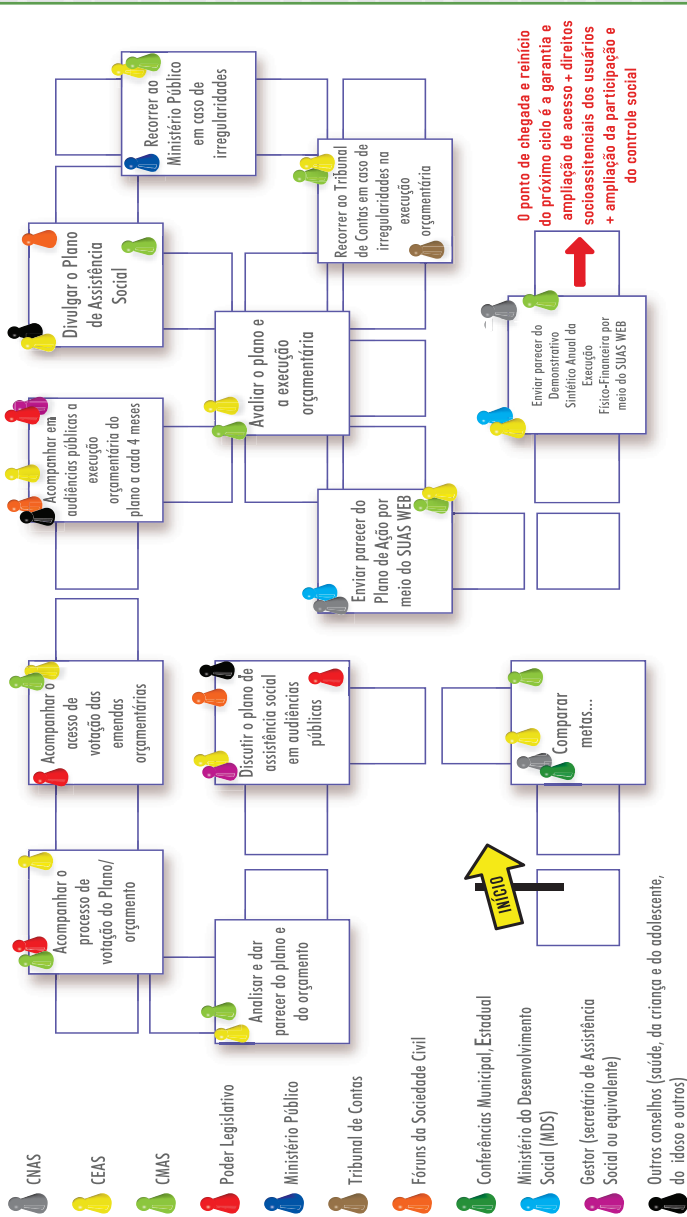 CNAS
CEAS
CMAS
Poder Legislativo
Ministério Público
Tribunal de Contas
Fóruns da Sociedade Civil
Conferências Municipal, Estadual
Ministério do Desenvolvimento
Social (MDS)
Gestor (secretário de Assistência
Social ou equivalente)
Outros conselhos (saúde, da criança e do adolescente,
do idoso e outros)
INÍCIO
Comparar
metas...
Discutir o plano de
assistência social
em audiências
públicas
Analisar e dar
parecer do plano e
do orçamento
Acompanhar o
processo de
votação do Plano/
orçamento
Acompanhar o
acesso de
votação das
emendas
orçamentárias
Acompanhar em
audiências públicas a
execução
orçamentária do
plano a cada 4 meses
Divulgar o Plano
de Assistência
Social
Recorrer ao
Ministério Público
em caso de
irregularidades
Recorrer ao Tribunal
de Contas em caso de
irregularidades na
execução
orçamentária
Avaliar o plano e
a execução
orçamentária
Enviar parecer do
Plano de Ação por
meio do SUAS WEB
Enviar parecer do
Demonstrativo
Sintético Anual da
Execução
Físico-Financeira por
meio do SUAS WEB
O ponto de chegada e reinício
do próximo ciclo é a garantia e
ampliação de acesso + direitos
socioassitenciais dos usuários
+ ampliação da participação e
do controle social